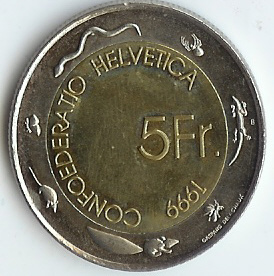 CONFOEDERATIO HELVETICA
5Fr.
1999